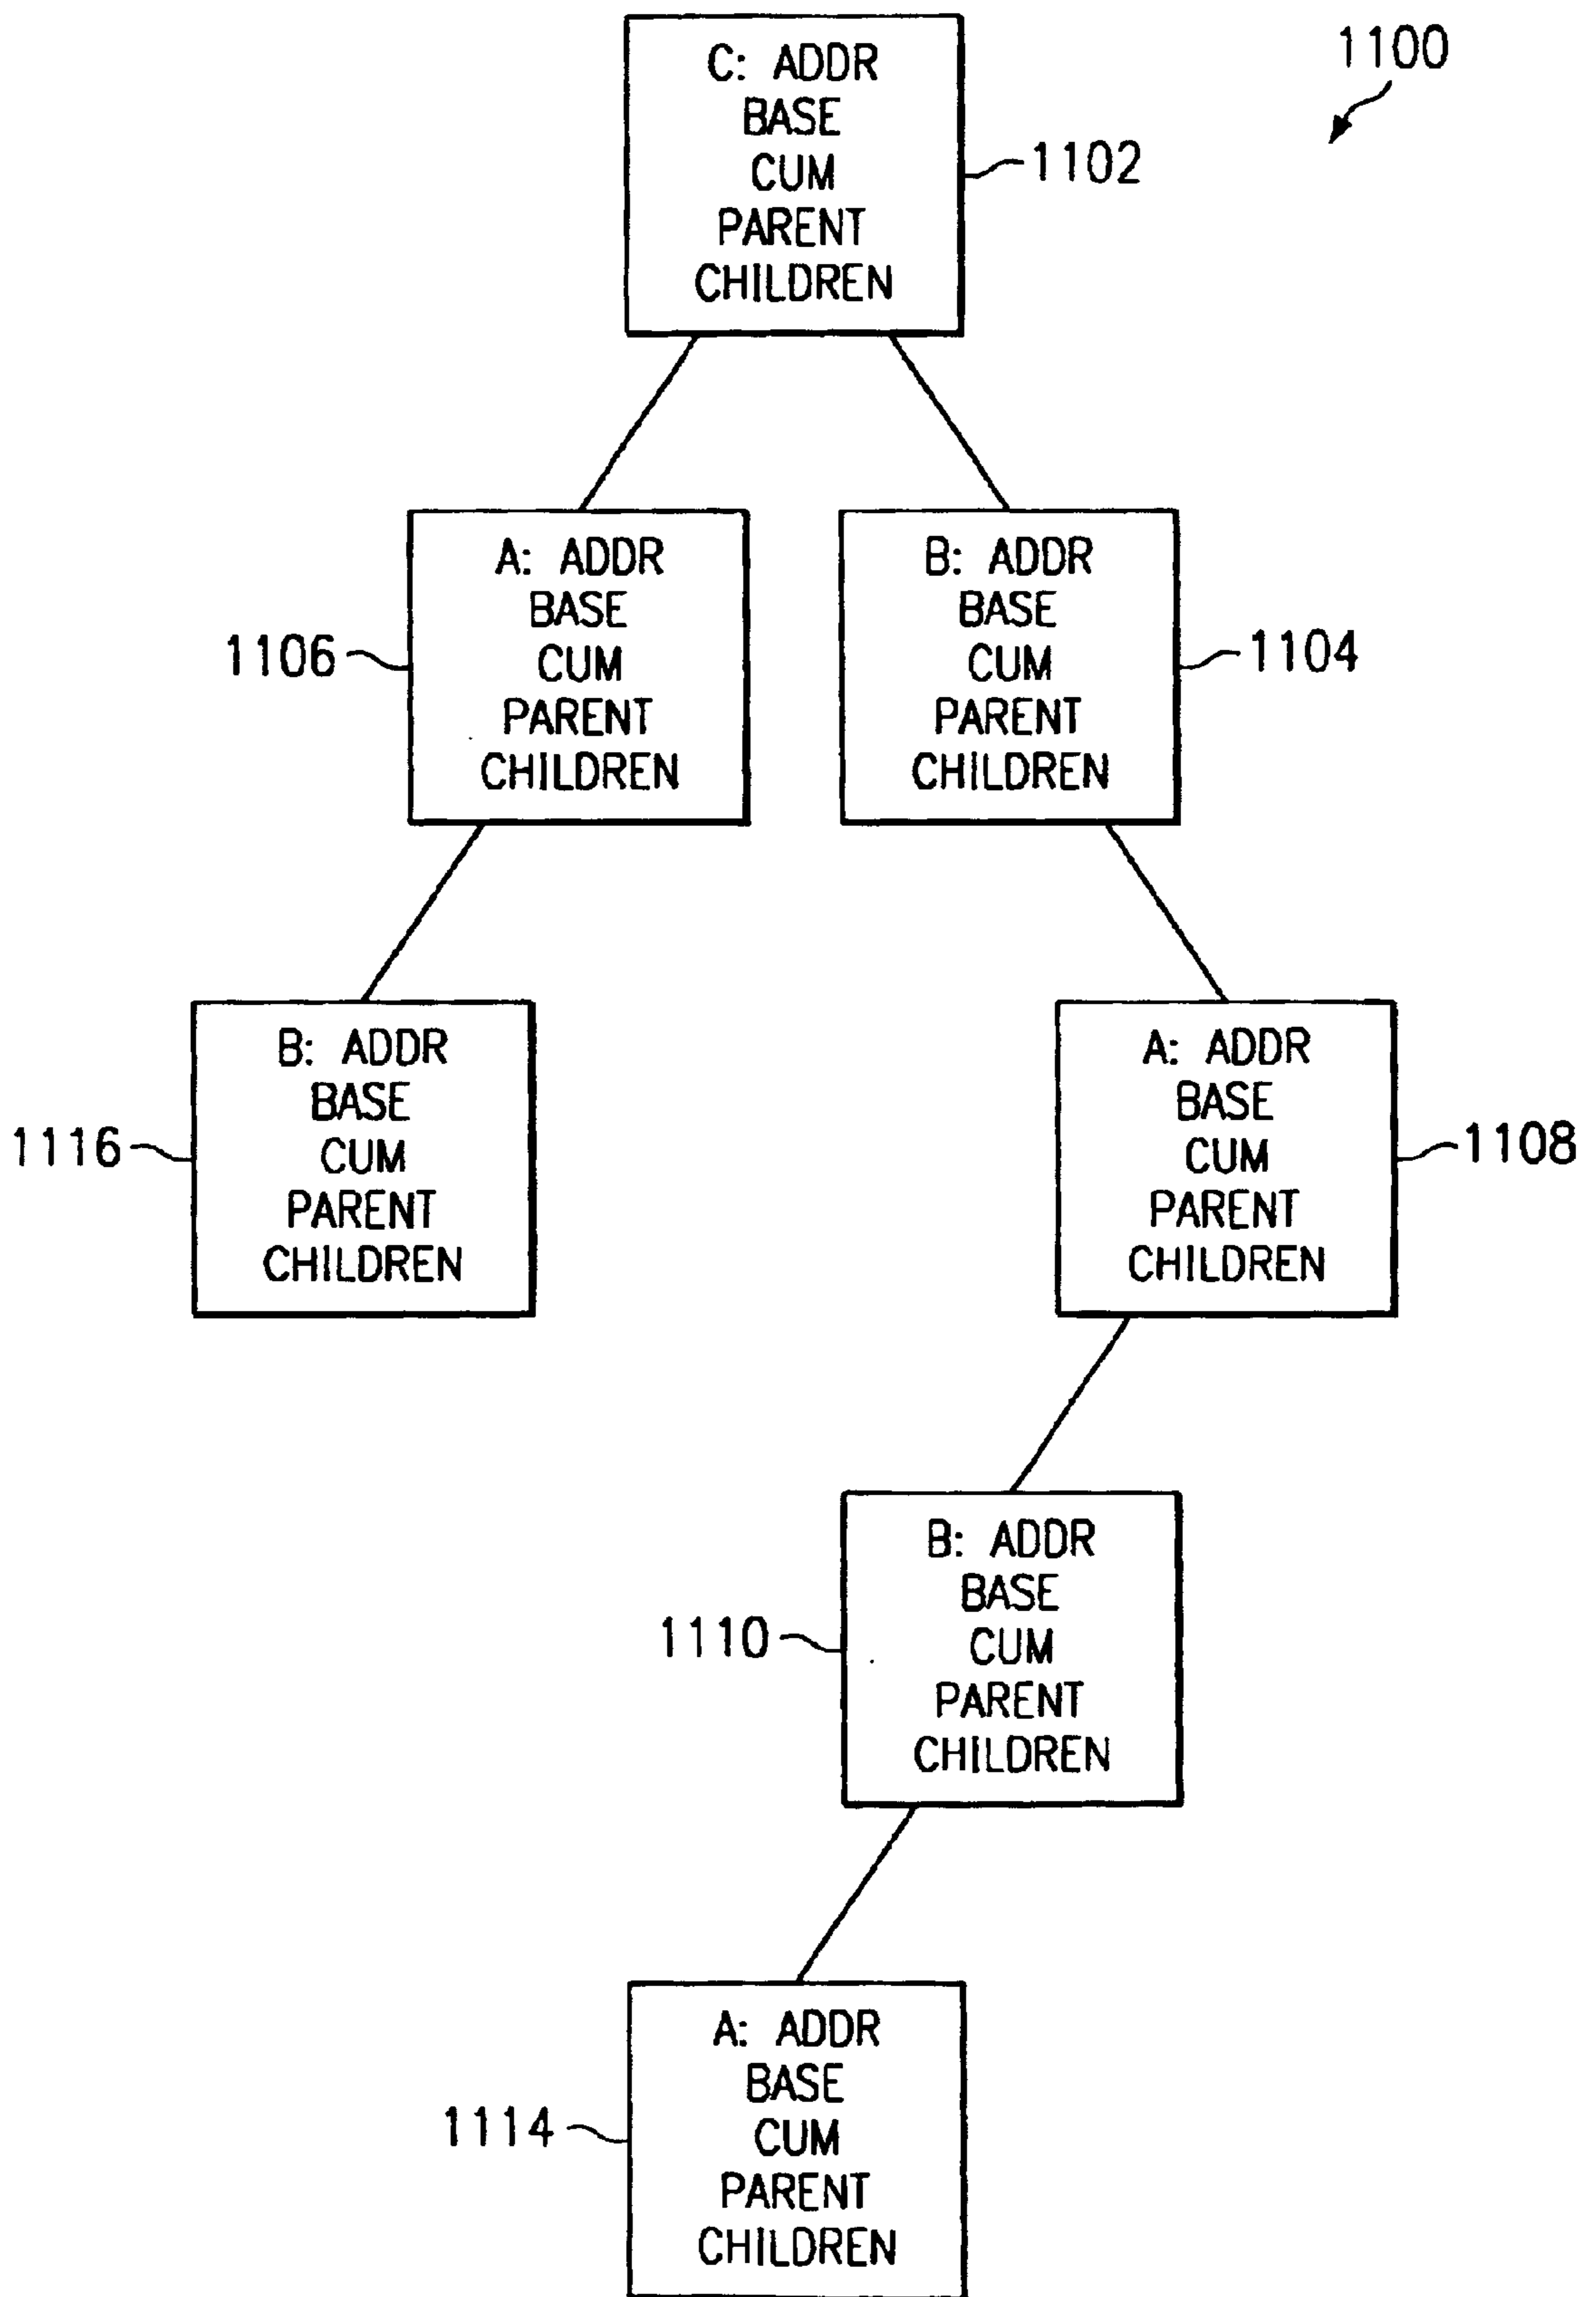 1100
C: ADDR
BASE
CUM
PARENT
CHILDREN
1102
A: ADDR
BASE
CUM
PARENT
CHILDREN
1106
B: ADDR
BASE
CUM
PARENT
CHILDREN
1104
B: ADDR
BASE
CUM
PARENT
CHILDREN
1116
A: ADDR
BASE
CUM
PARENT
CHILDREN
1108
B: ADDR
BASE
CUM
PARENT
CHILDREN
1110
A: ADDR
BASE
CUM
PARENT
CHILDREN
1114